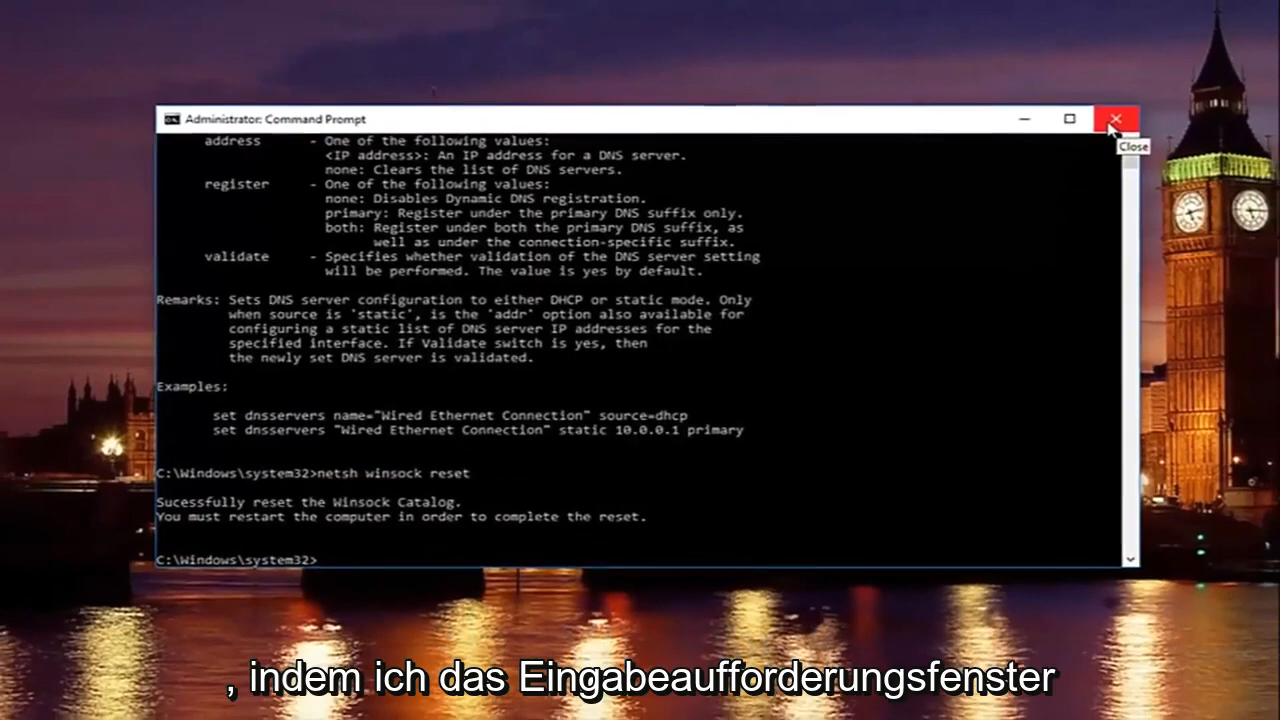 Administrator: Command Prompt
Close
address - One of the following values:
<IP address>: An IP address for a DNS server.
none: Clears the list of DNS servers.
register - One of the following values:
none: Disables Dynamic DNS registration.
primary: Register under the primary DNS suffix only.
both: Register under both the primary DNS suffix, as
well as under the connection-specific suffix.
validate - Specifies whether validation of the DNS server setting
will be performed. The value is yes by default.
Remarks: Sets DNS server configuration to either DHCP or static mode. Only
when source is 'static', is the 'addr' option also available for
configuring a static list of DNS server IP addresses for the
specified interface. If Validate switch is yes, then
the newly set DNS server is validated.
Examples:
set dnsservers name="Wired Ethernet Connection" source=dhcp
set dnsservers "Wired Ethernet Connection" static 10.0.0.1 primary
C:\Windows\system32>netsh winsock reset
Sucessfully reset the Winsock Catalog.
You must restart the computer in order to complete the reset.
C:\Windows\system32>
, indem ich das Eingabeaufforderungsfenster